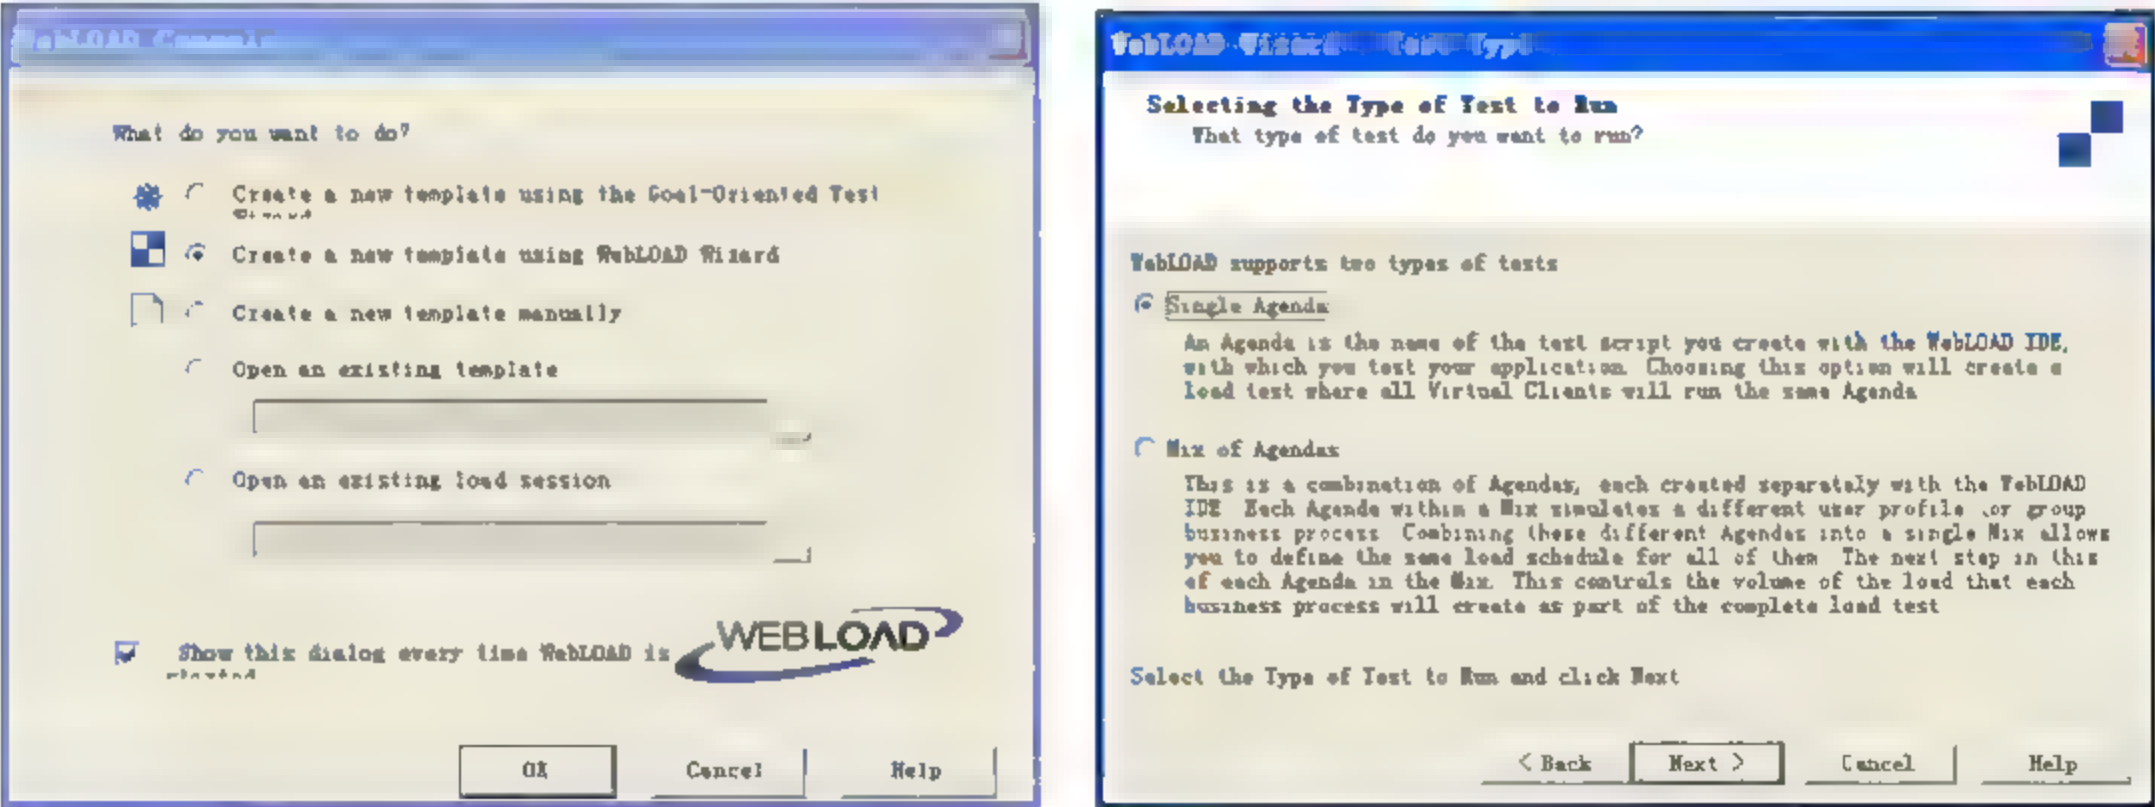 WebLOAD Console
What do you want to do?
Create a new template using the Goal-Oriented Test
Wizard
Create a new template using WebLOAD Wizard
Create a new template manually
Open an existing template
Open an existing load session
Show this dialog every time WebLOAD is
started
WEBLOAD
OK
Cancel
Help
WebLOAD Wizard - Test Type
Selecting the Type of Test to Run
What type of test do you want to run?
WebLOAD supports two types of tests
Single Agenda
An Agenda is the name of the test script you create with the WebLOAD IDE,
with which you test your application. Choosing this option will create a
load test where all Virtual Clients will run the same Agenda
Mix of Agendas
This is a combination of Agendas, each created separately with the WebLOAD
IDE Each Agenda within a Mix simulates a different user profile or group
business process Combining these different Agendas into a single Mix allows
you to define the same load schedule for all of them The next step in this
of each Agenda in the Mix. This controls the volume of the load that each
business process will create as part of the complete load test
Select the Type of Test to Run and click Next
< Back
Next >
Cancel
Help